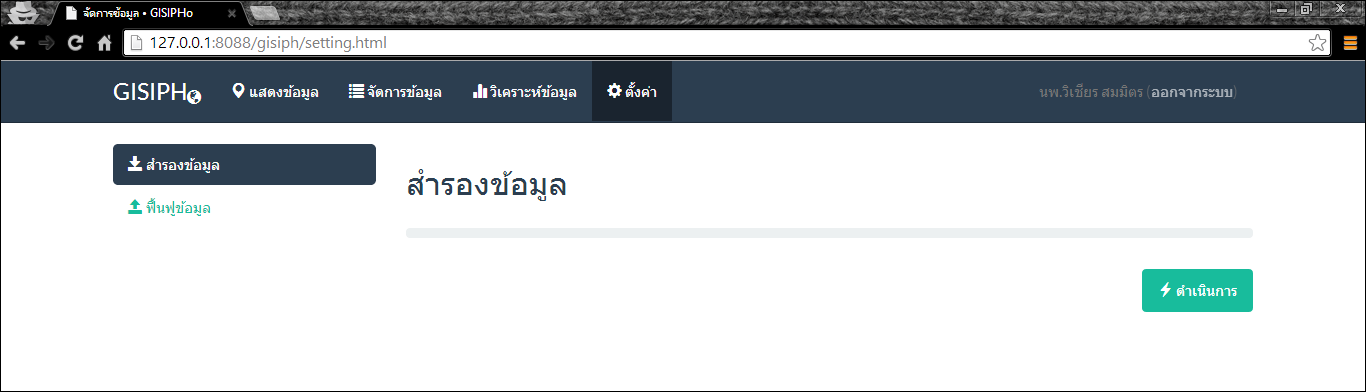 จัดการข้อมูล • GISIPHo
127.0.0.1:8088/gisiph/setting.html
GISIPH แสดงข้อมูล จัดการข้อมูล วิเคราะห์ข้อมูล ตั้งค่า นพ.วิเชียร สมมิตร (ออกจากระบบ)
สำรองข้อมูล
ฟื้นฟูข้อมูล
สำรองข้อมูล
ดำเนินการ